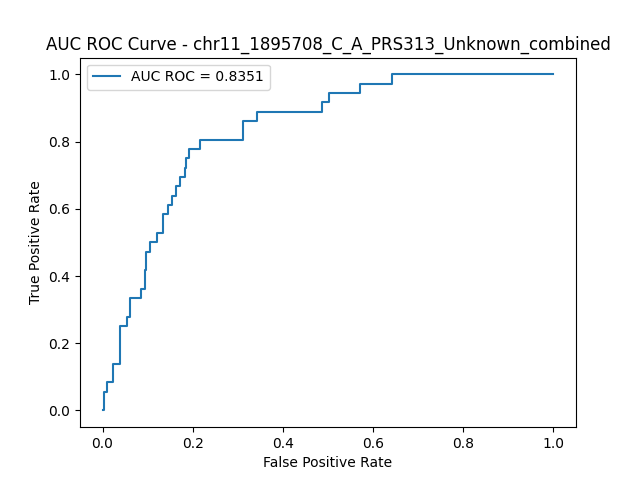 AUC ROC Curve - chr11_1895708_C_A_PRS313_Unknown_combined
AUC ROC = 0.8351
True Positive Rate
1.0
0.8
0.6
0.4
0.2
0.0
0.0 0.2 0.4 0.6 0.8 1.0
False Positive Rate